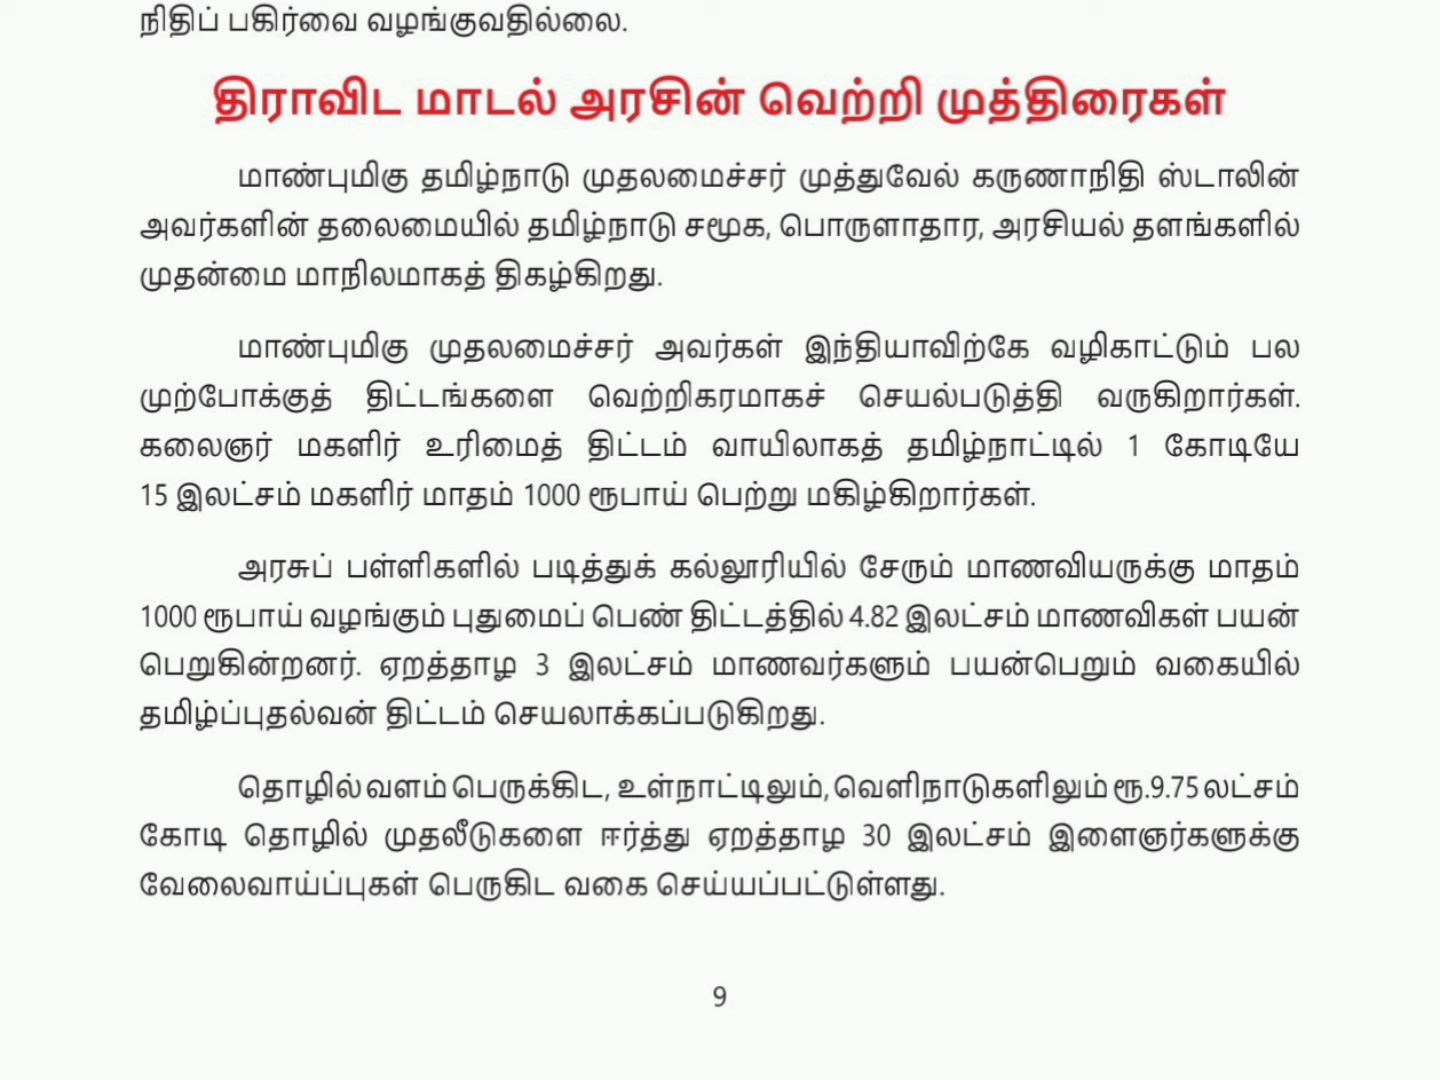 நிதிப் பகிர்வை வழங்குவதில்லை.
திராவிட மாடல் அரசின் வெற்றி முத்திரைகள்
மாண்புமிகு தமிழ்நாடு முதலமைச்சர் முத்துவேல் கருணாநிதி ஸ்டாலின்
அவர்களின் தலைமையில் தமிழ்நாடு சமூக, பொருளாதார, அரசியல் தளங்களில்
முதன்மை மாநிலமாகத் திகழ்கிறது.
மாண்புமிகு முதலமைச்சர் அவர்கள் இந்தியாவிற்கே வழிகாட்டும் பல
முற்போக்குத் திட்டங்களை வெற்றிகரமாகச் செயல்படுத்தி வருகிறார்கள்.
கலைஞர் மகளிர் உரிமைத் திட்டம் வாயிலாகத் தமிழ்நாட்டில் 1 கோடியே
15 இலட்சம் மகளிர் மாதம் 1000 ரூபாய் பெற்று மகிழ்கிறார்கள்.
அரசுப் பள்ளிகளில் படித்துக் கல்லூரியில் சேரும் மாணவியருக்கு மாதம்
1000 ரூபாய் வழங்கும் புதுமைப் பெண் திட்டத்தில் 4.82 இலட்சம் மாணவிகள் பயன்
பெறுகின்றனர். ஏறத்தாழ 3 இலட்சம் மாணவர்களும் பயன்பெறும் வகையில்
தமிழ்ப்புதல்வன் திட்டம் செயலாக்கப்படுகிறது.
தொழில் வளம் பெருக்கிட, உள்நாட்டிலும், வெளிநாடுகளிலும் ரூ.9.75 லட்சம்
கோடி தொழில் முதலீடுகளை ஈர்த்து ஏறத்தாழ 30 இலட்சம் இளைஞர்களுக்கு
வேலைவாய்ப்புகள் பெருகிட வகை செய்யப்பட்டுள்ளது.
9